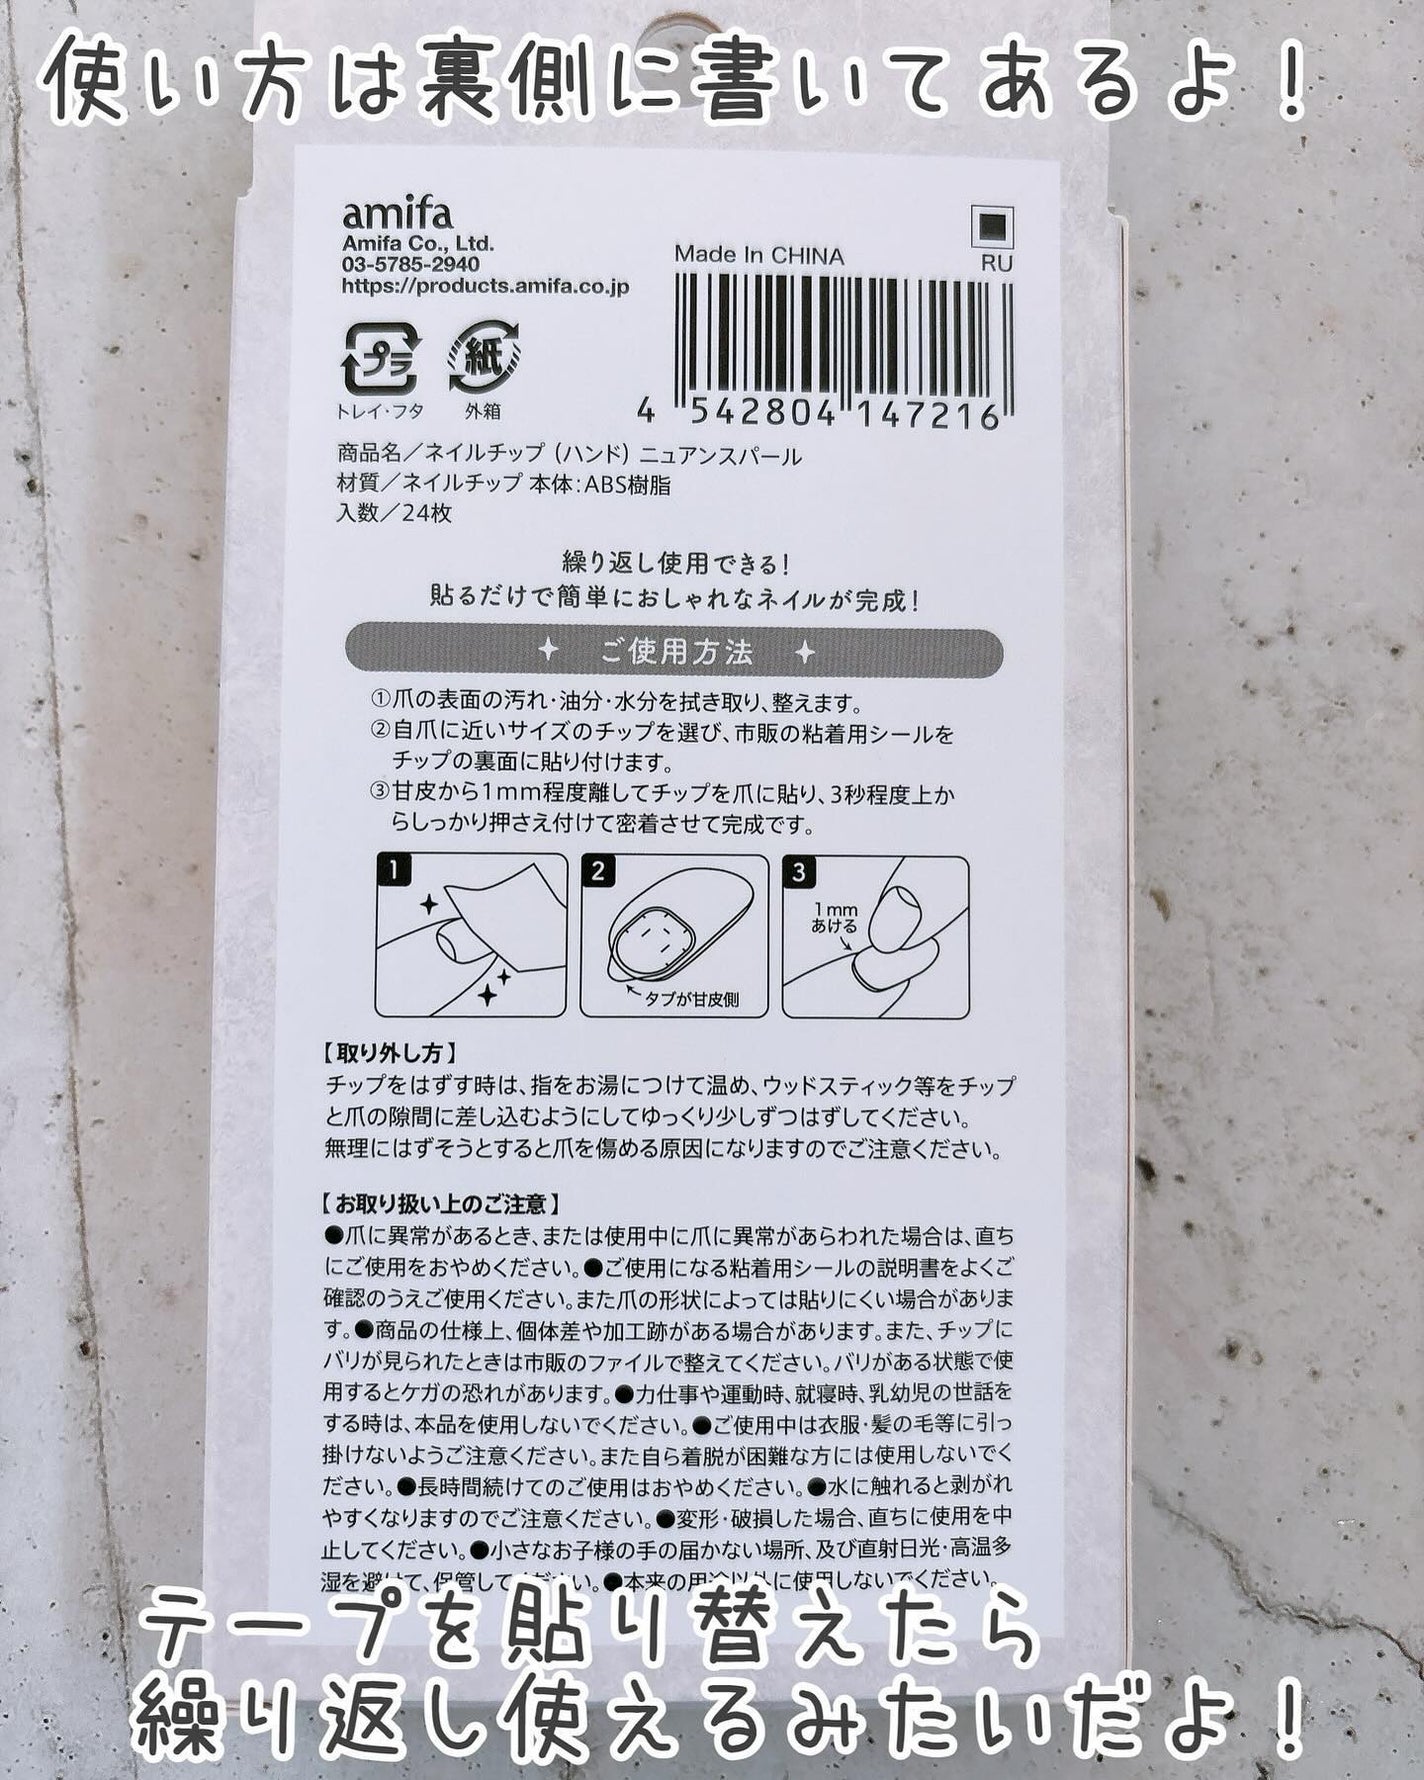 使い方は裏側に書いてあるよ！
amifa
Amifa Co., Ltd.
03-5785-2940
https://products.amifa.co.jp
Made In CHINA
RU
プラ
トレイ・フタ
紙
外箱
4 542804 147216
商品名／ネイルチップ（ハンド）ニュアンスパール
材質／ネイルチップ 本体：ABS樹脂
入数／24枚
繰り返し使用できる！
貼るだけで簡単におしゃれなネイルが完成！
ご使用方法
①爪の表面の汚れ・油分・水分を拭き取り、整えます。
②自爪に近いサイズのチップを選び、市販の粘着用シールを
チップの裏面に貼り付けます。
③甘皮から1mm程度離してチップを爪に貼り、3秒程度上か
らしっかり押さえ付けて密着させて完成です。
1
2
タブが甘皮側
3
1mm
あける
【取り外し方】
チップをはずす時は、指をお湯につけて温め、ウッドスティック等をチップ
と爪の隙間に差し込むようにしてゆっくり少しずつはずしてください。
無理にはずそうとすると爪を傷める原因になりますのでご注意ください。
【お取り扱い上のご注意】
●爪に異常があるとき、または使用中に爪に異常があらわれた場合は、直ち
にご使用をおやめください。●ご使用になる粘着用シールの説明書をよくご
確認のうえご使用ください。また爪の形状によっては貼りにくい場合がありま
す。●商品の仕様上、個体差や加工跡がある場合があります。また、チップに
バリが見られたときは市販のファイルで整えてください。バリがある状態で使
用するとケガの恐れがあります。●力仕事や運動時、就寝時、乳幼児の世話を
する時は、本品を使用しないでください。●ご使用中は衣服・髪の毛等に引っ
掛けないようご注意ください。また自ら着脱が困難な方には使用しないでく
ださい。●長時間続けてのご使用はおやめください。●水に触れると剥がれ
やすくなりますのでご注意ください。●変形・破損した場合、直ちに使用を中
止してください。●小さなお子様の手の届かない場所、及び直射日光・高温多
湿を避けて、保管してください。●本来の用途以外に使用しないでください。
テープを貼り替えたら
繰り返し使えるみたいだよ！